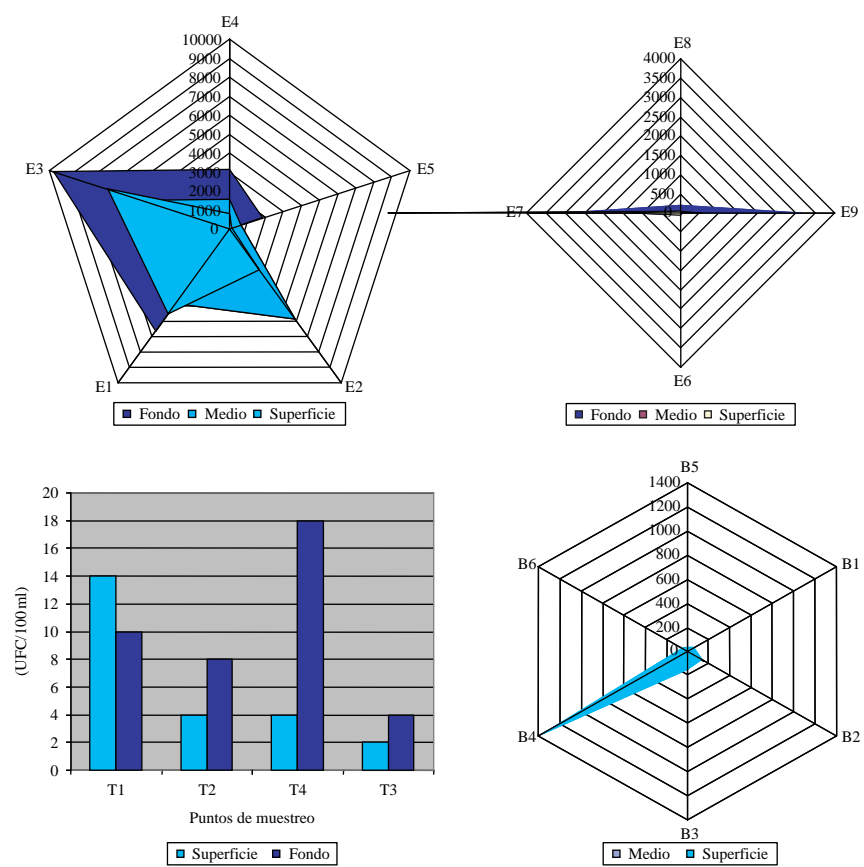 E4
10000
9000
8000
7000
6000
5000
4000
3000
2000
1000
0
E3
E5
E1
E2
Fondo Medio Superficie
E8
4000
3500
3000
2500
2000
1500
1000
500
0
E7
E9
E6
Fondo Medio Superficie
20
18
16
14
12
10
8
6
4
2
0
(UFC/100 ml)
T1 T2 T4 T3
Puntos de muestreo
Superficie Fondo
B5
1400
1200
1000
800
600
400
200
0
B6
B1
B4
B2
B3
Medio Superficie